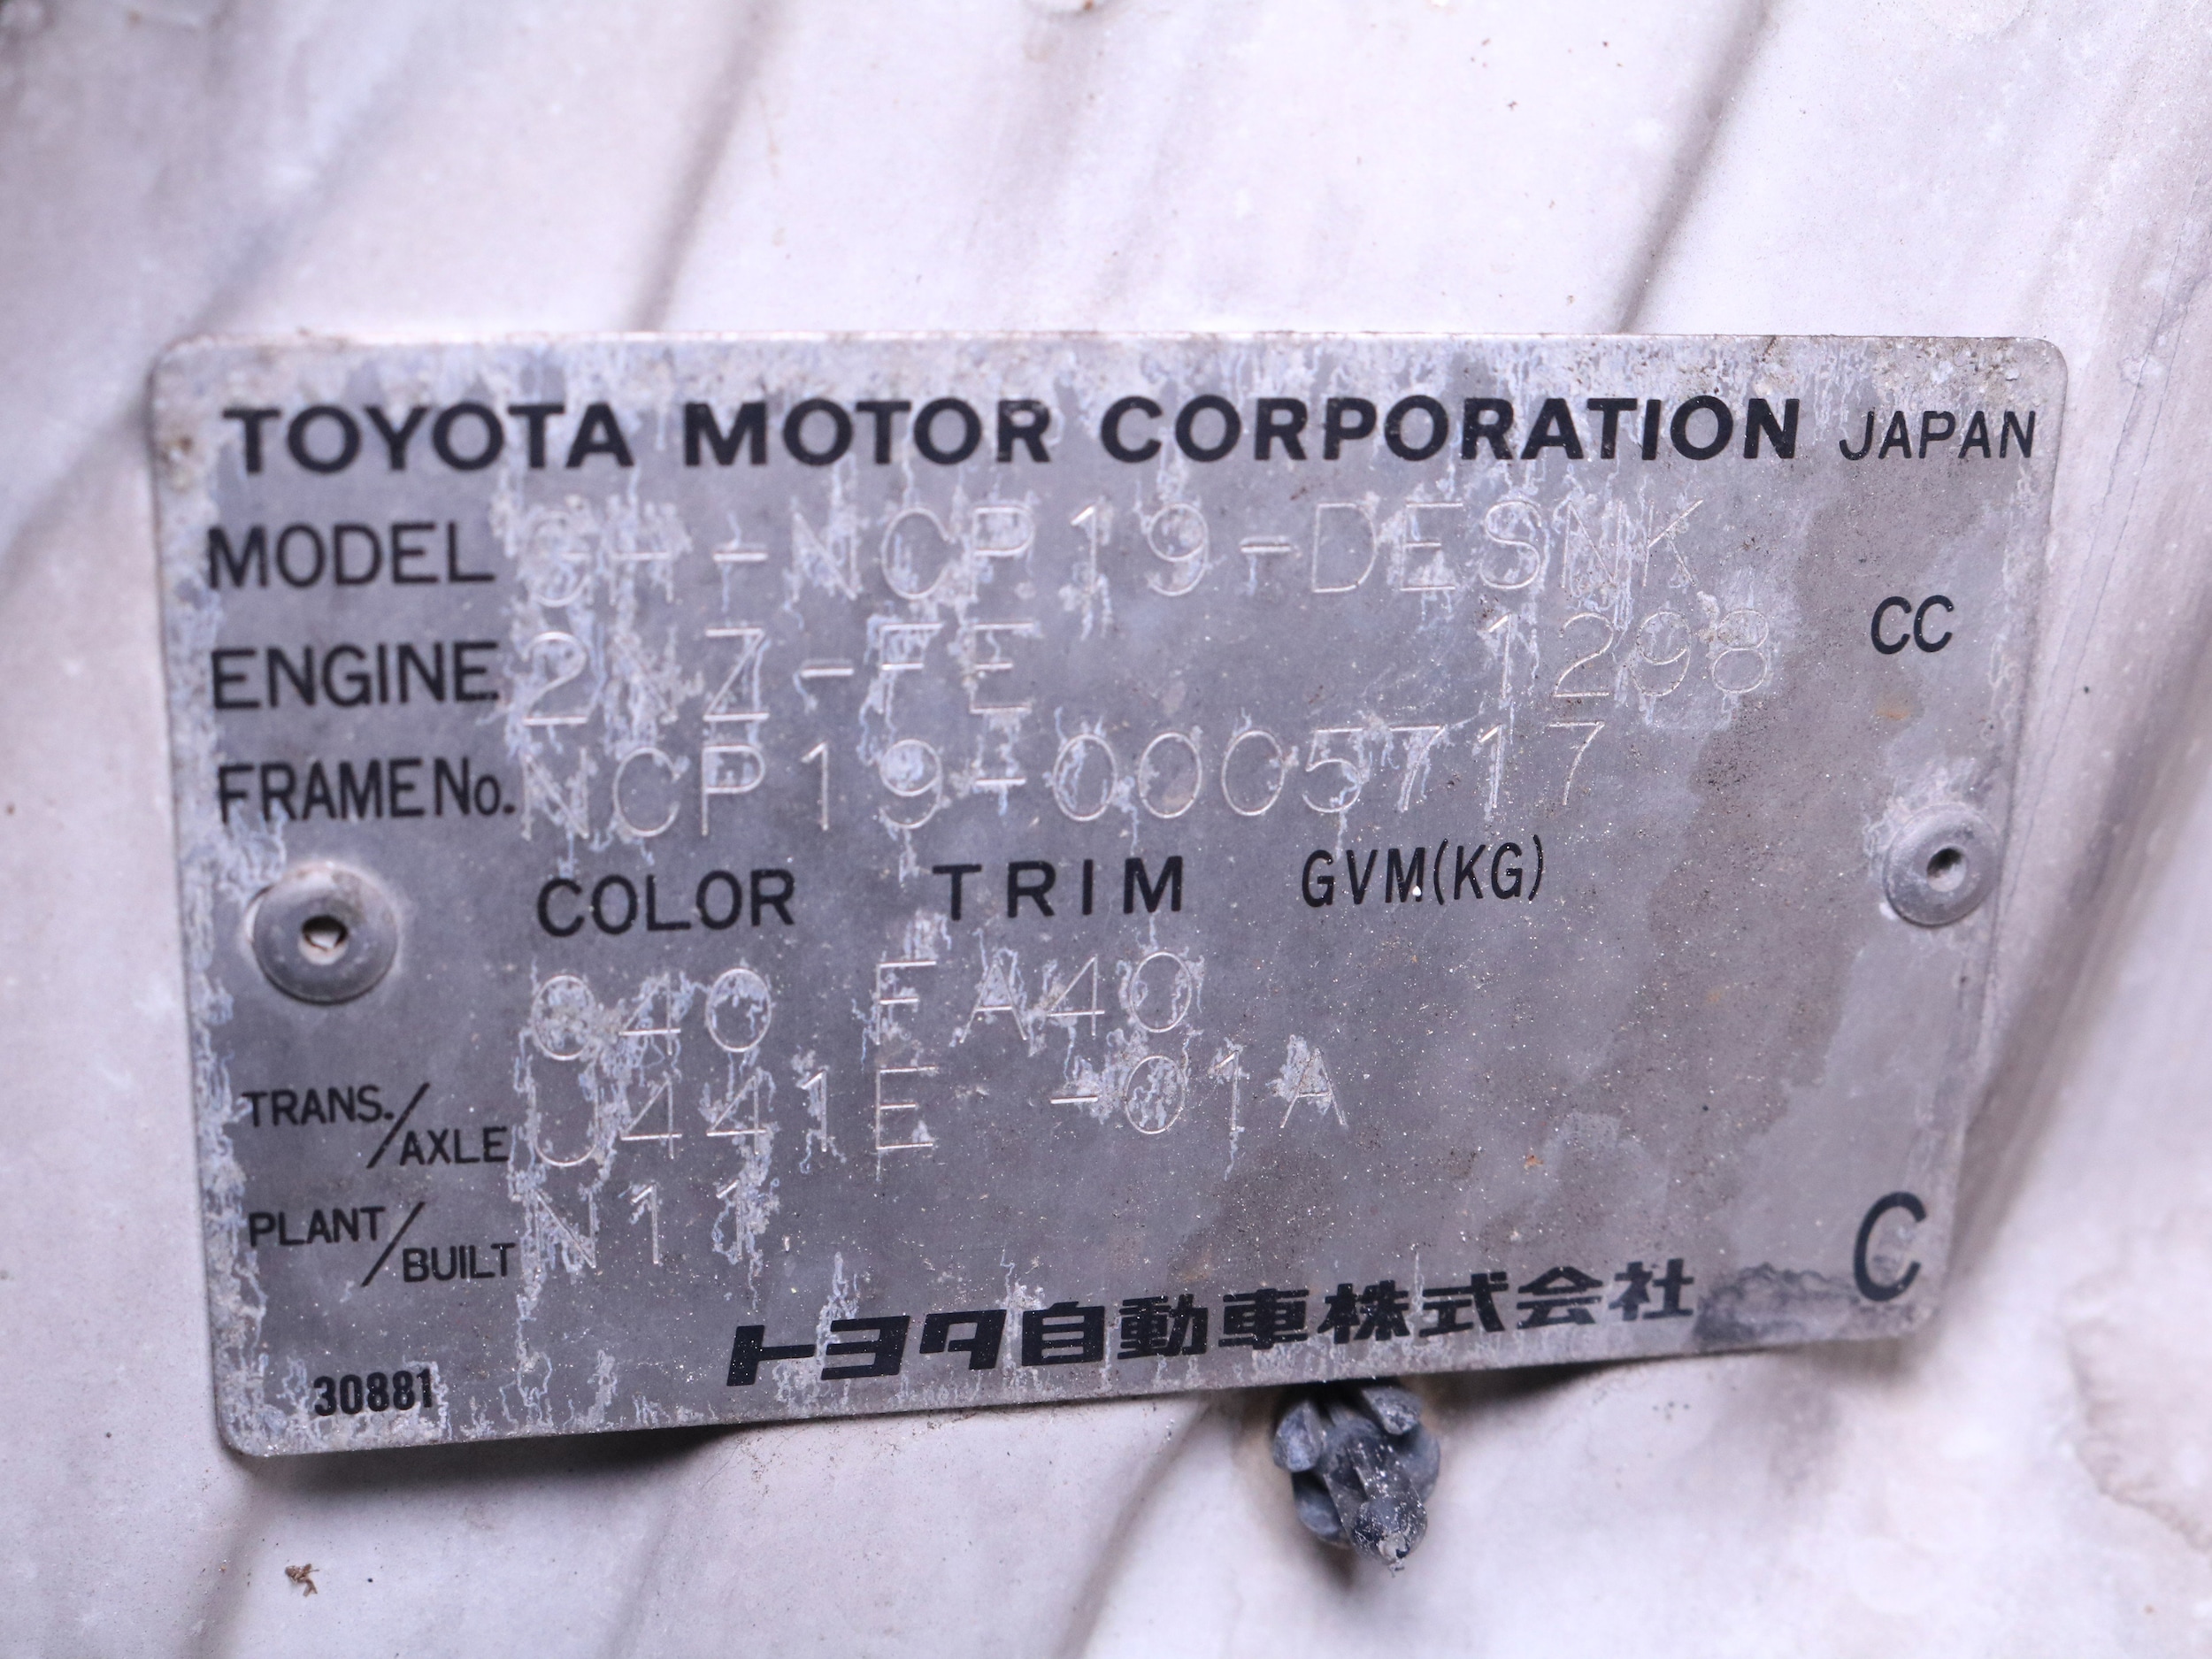 TOYOTA MOTOR CORPORATION JAPAN
MODEL GH-NCP19-DESNK
ENGINE 2NZ-FE 1298 CC
FRAME No. NCP19-0005717
COLOR TRIM GVM(KG)
040 FA40
TRANS./AXLE U441E -01A
PLANT/BUILT N11
C
トヨタ自動車株式会社
30881